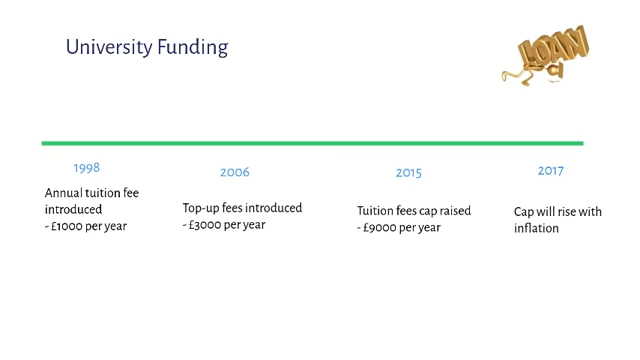 University Funding
LOAN
1998
Annual tuition fee
introduced
- £1000 per year
2006
Top-up fees introduced
- £3000 per year
2015
Tuition fees cap raised
- £9000 per year
2017
Cap will rise with
inflation